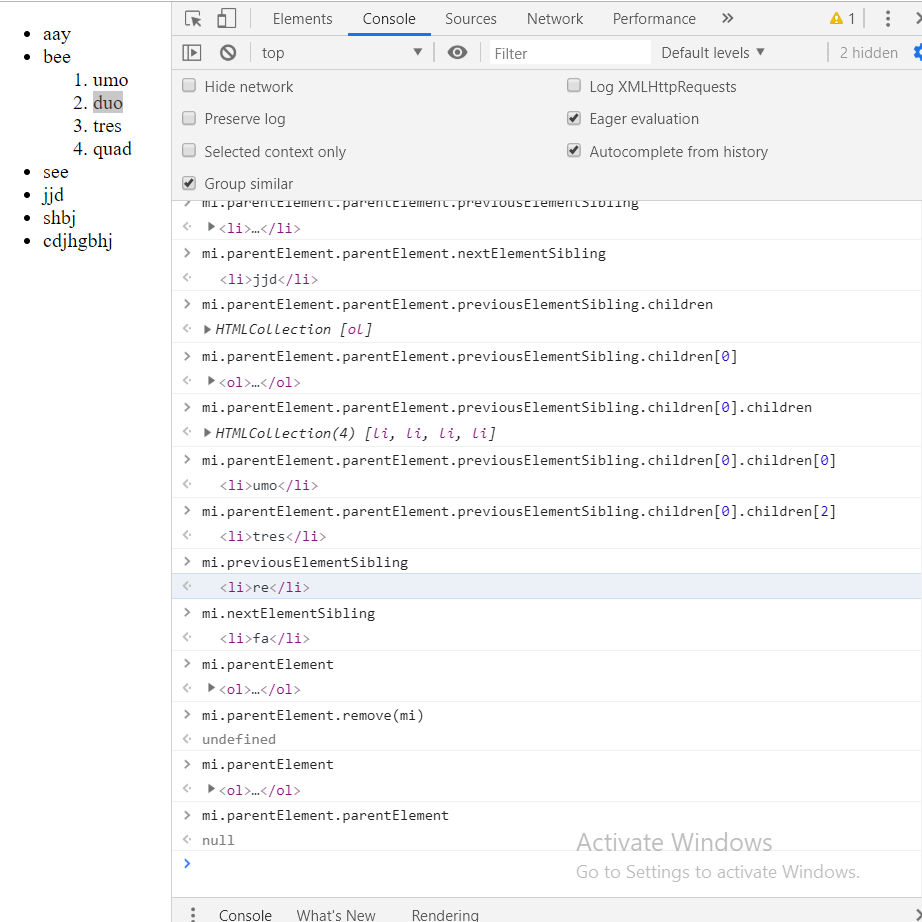 aay
bee
1. umo
2. duo
3. tres
4. quad
see
jjd
shbj
cdjhgbhj
Elements Console Sources Network Performance » 1
top Filter Default levels ▼ 2 hidden
Hide network Log XMLHttpRequests
Preserve log Eager evaluation
Selected context only Autocomplete from history
Group similar
mi.parentElement.parentElement.previousElementSibling
<li>…</li>
mi.parentElement.parentElement.nextElementSibling
<li>jjd</li>
mi.parentElement.parentElement.previousElementSibling.children
HTMLCollection [ol]
mi.parentElement.parentElement.previousElementSibling.children[0]
<ol>…</ol>
mi.parentElement.parentElement.previousElementSibling.children[0].children
HTMLCollection(4) [li, li, li, li]
mi.parentElement.parentElement.previousElementSibling.children[0].children[0]
<li>umo</li>
mi.parentElement.parentElement.previousElementSibling.children[0].children[2]
<li>tres</li>
mi.previousElementSibling
<li>re</li>
mi.nextElementSibling
<li>fa</li>
mi.parentElement
<ol>…</ol>
mi.parentElement.remove(mi)
undefined
mi.parentElement
<ol>…</ol>
mi.parentElement.parentElement
null
Activate Windows
Go to Settings to activate Windows.
Console What's New Rendering